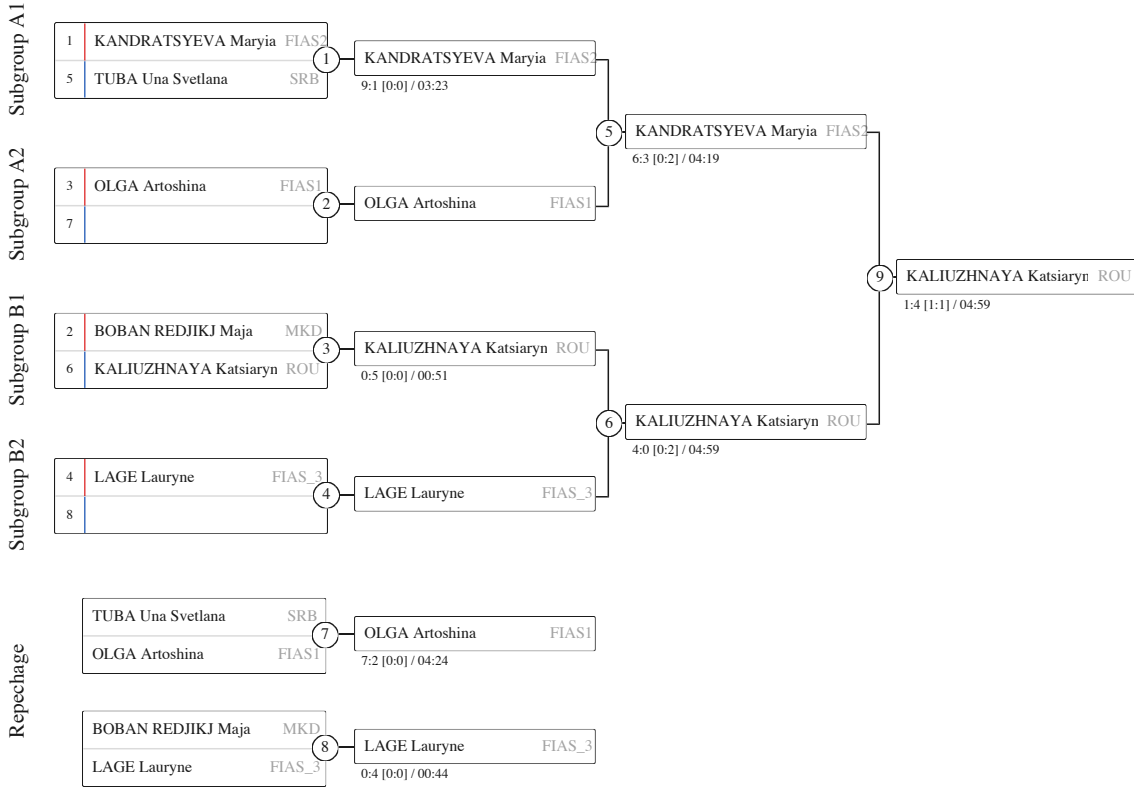 Subgroup A1
1 KANDRATSYEVA Maryia FIAS2
5 TUBA Una Svetlana SRB
1
KANDRATSYEVA Maryia FIAS2
9:1 [0:0] / 03:23
5
KANDRATSYEVA Maryia FIAS2
6:3 [0:2] / 04:19
Subgroup A2
3 OLGA Artoshina FIAS1
7
2
OLGA Artoshina FIAS1
9
KALIUZHNAYA Katsiaryn ROU
1:4 [1:1] / 04:59
Subgroup B1
2 BOBAN REDJIKJ Maja MKD
6 KALIUZHNAYA Katsiaryn ROU
3
KALIUZHNAYA Katsiaryn ROU
0:5 [0:0] / 00:51
6
KALIUZHNAYA Katsiaryn ROU
4:0 [0:2] / 04:59
Subgroup B2
4 LAGE Lauryne FIAS_3
8
4
LAGE Lauryne FIAS_3
Repechage
TUBA Una Svetlana SRB
OLGA Artoshina FIAS1
7
OLGA Artoshina FIAS1
7:2 [0:0] / 04:24
BOBAN REDJIKJ Maja MKD
LAGE Lauryne FIAS_3
8
LAGE Lauryne FIAS_3
0:4 [0:0] / 00:44